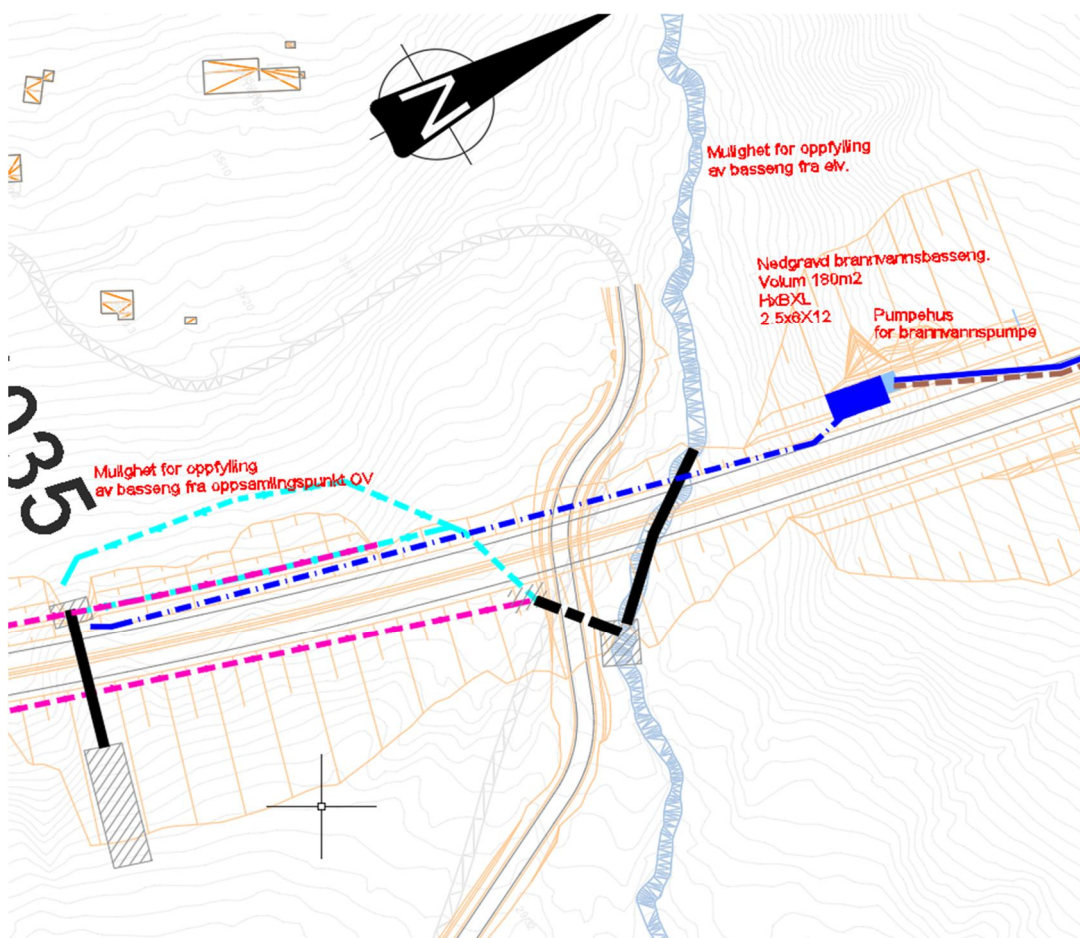 N
Mulighet for oppfylling
av basseng fra elv.
Nedgravd brannvannsbasseng.
Volum 180m2
HxBXL
2.5x6X12
Pumpehus
for brannvannspumpe
035
Mulighet for oppfylling
av basseng fra oppsamlingspunkt OV